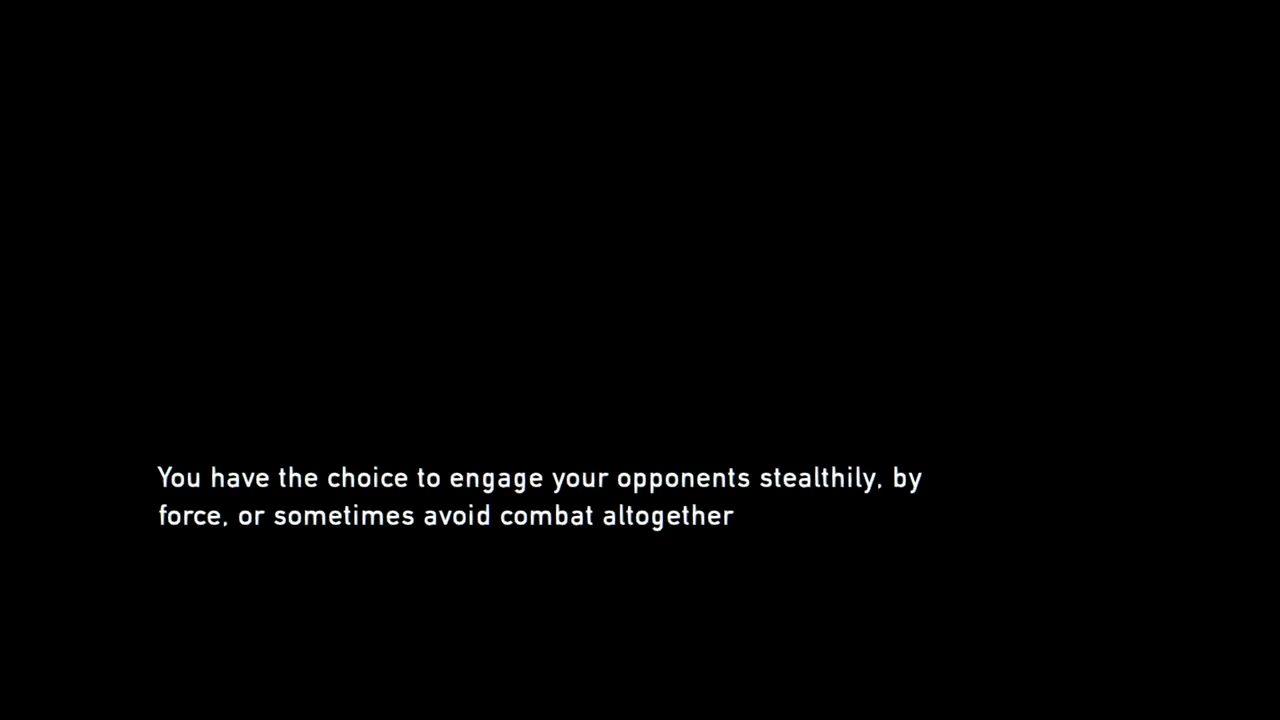 You have the choice to engage your opponents stealthily, by
force, or sometimes avoid combat altogether